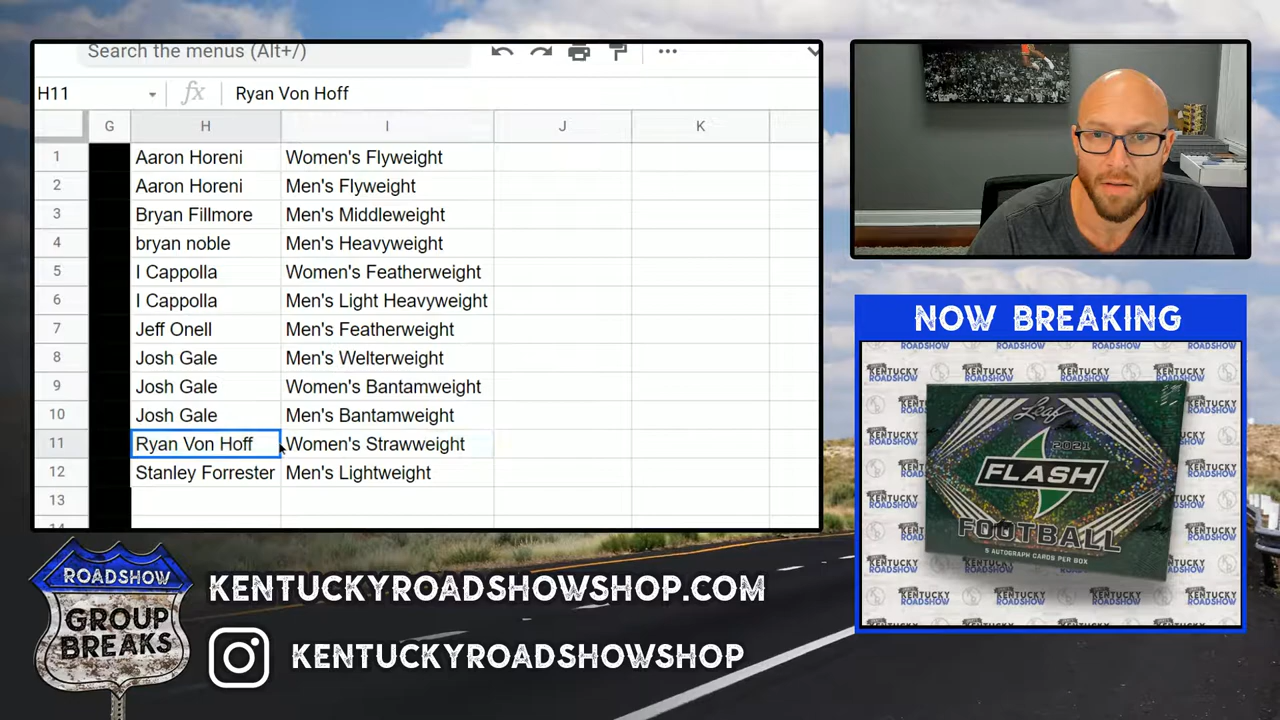 Search the menus (Alt+/)
H11
fx
Ryan Von Hoff
G H I J K
1 Aaron Horeni Women's Flyweight
2 Aaron Horeni Men's Flyweight
3 Bryan Fillmore Men's Middleweight
4 bryan noble Men's Heavyweight
5 I Cappolla Women's Featherweight
6 I Cappolla Men's Light Heavyweight
7 Jeff Onell Men's Featherweight
8 Josh Gale Men's Welterweight
9 Josh Gale Women's Bantamweight
10 Josh Gale Men's Bantamweight
11 Ryan Von Hoff Women's Strawweight
12 Stanley Forrester Men's Lightweight
13
14
NOW BREAKING
KENTUCKY
ROADSHOW
Leaf
2021
FLASH
FOOTBALL
5 AUTOGRAPH CARDS PER BOX
ROADSHOW
GROUP
BREAKS
KENTUCKYROADSHOWSHOP.COM
KENTUCKYROADSHOWSHOP